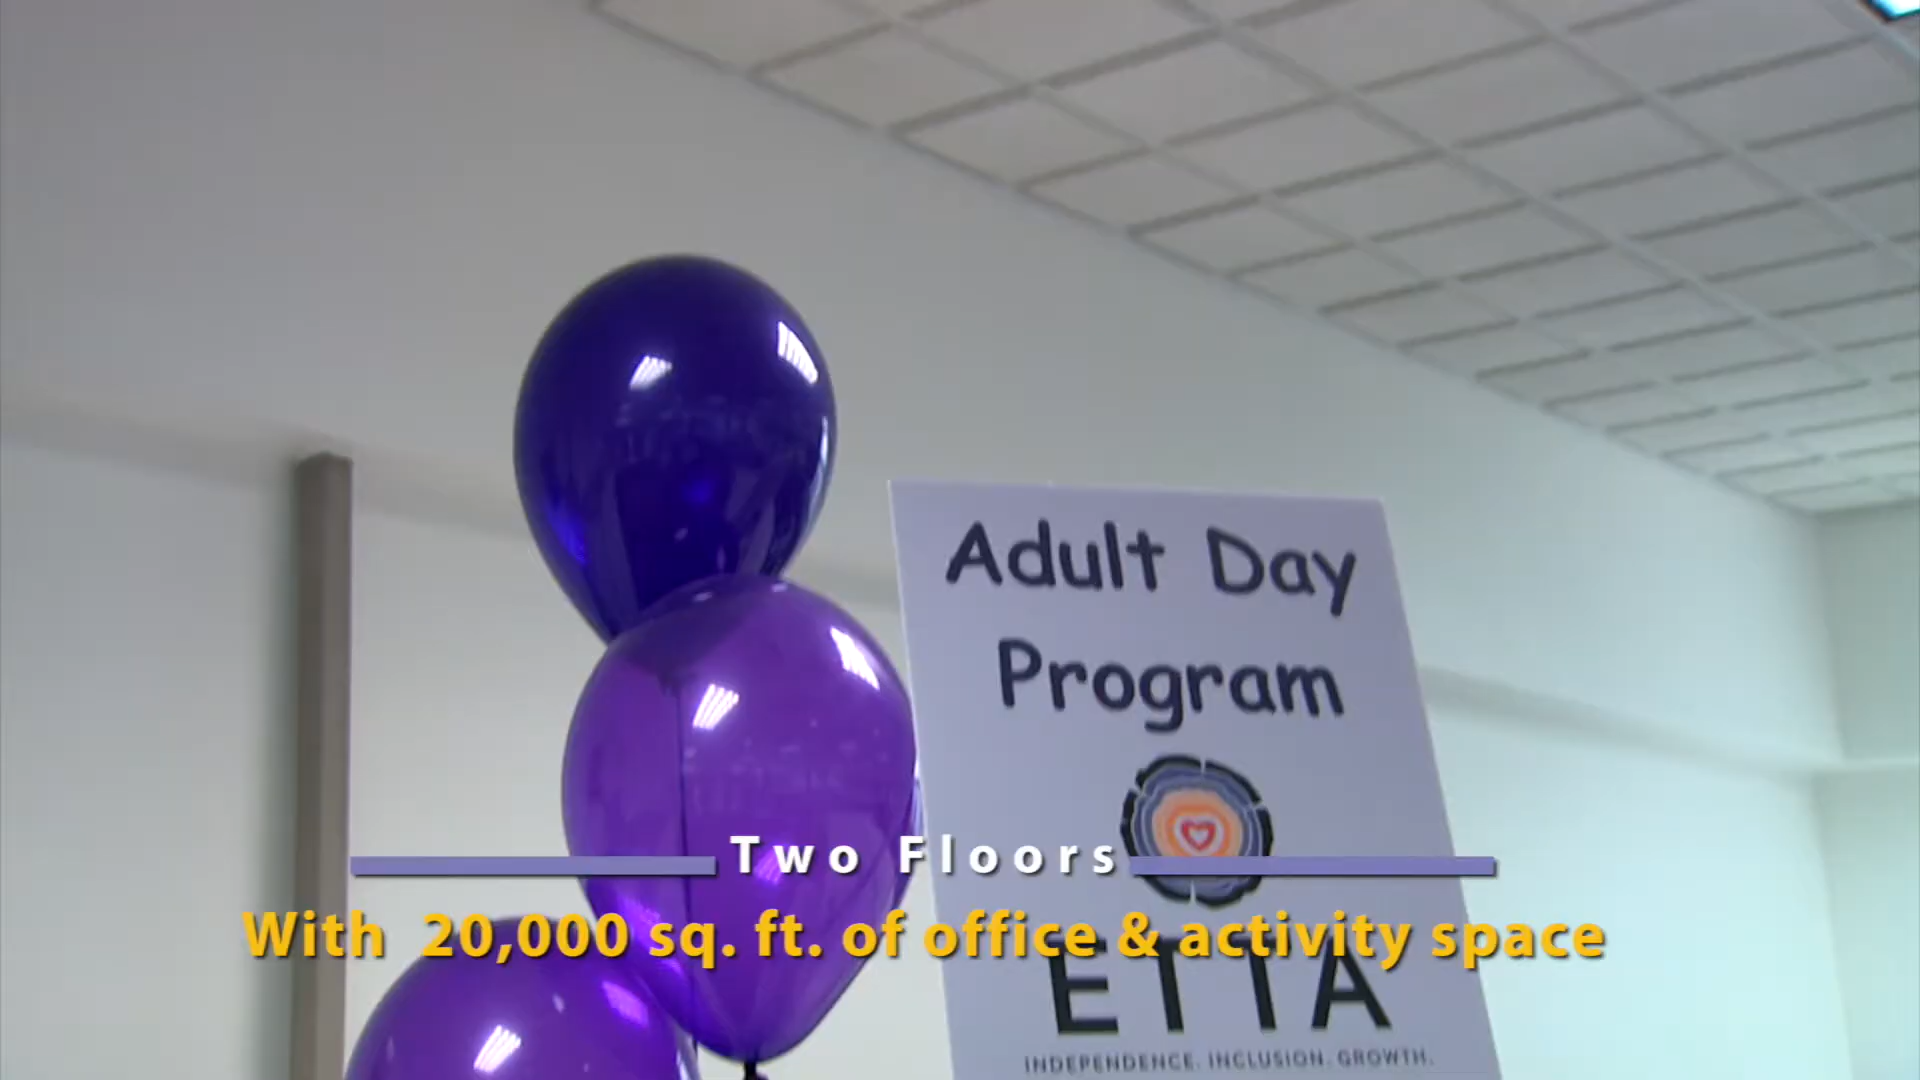 Adult Day
Program
Two Floors
With 20,000 sq. ft. of office & activity space
ETTA
INDEPENDENCE. INCLUSION. GROWTH.